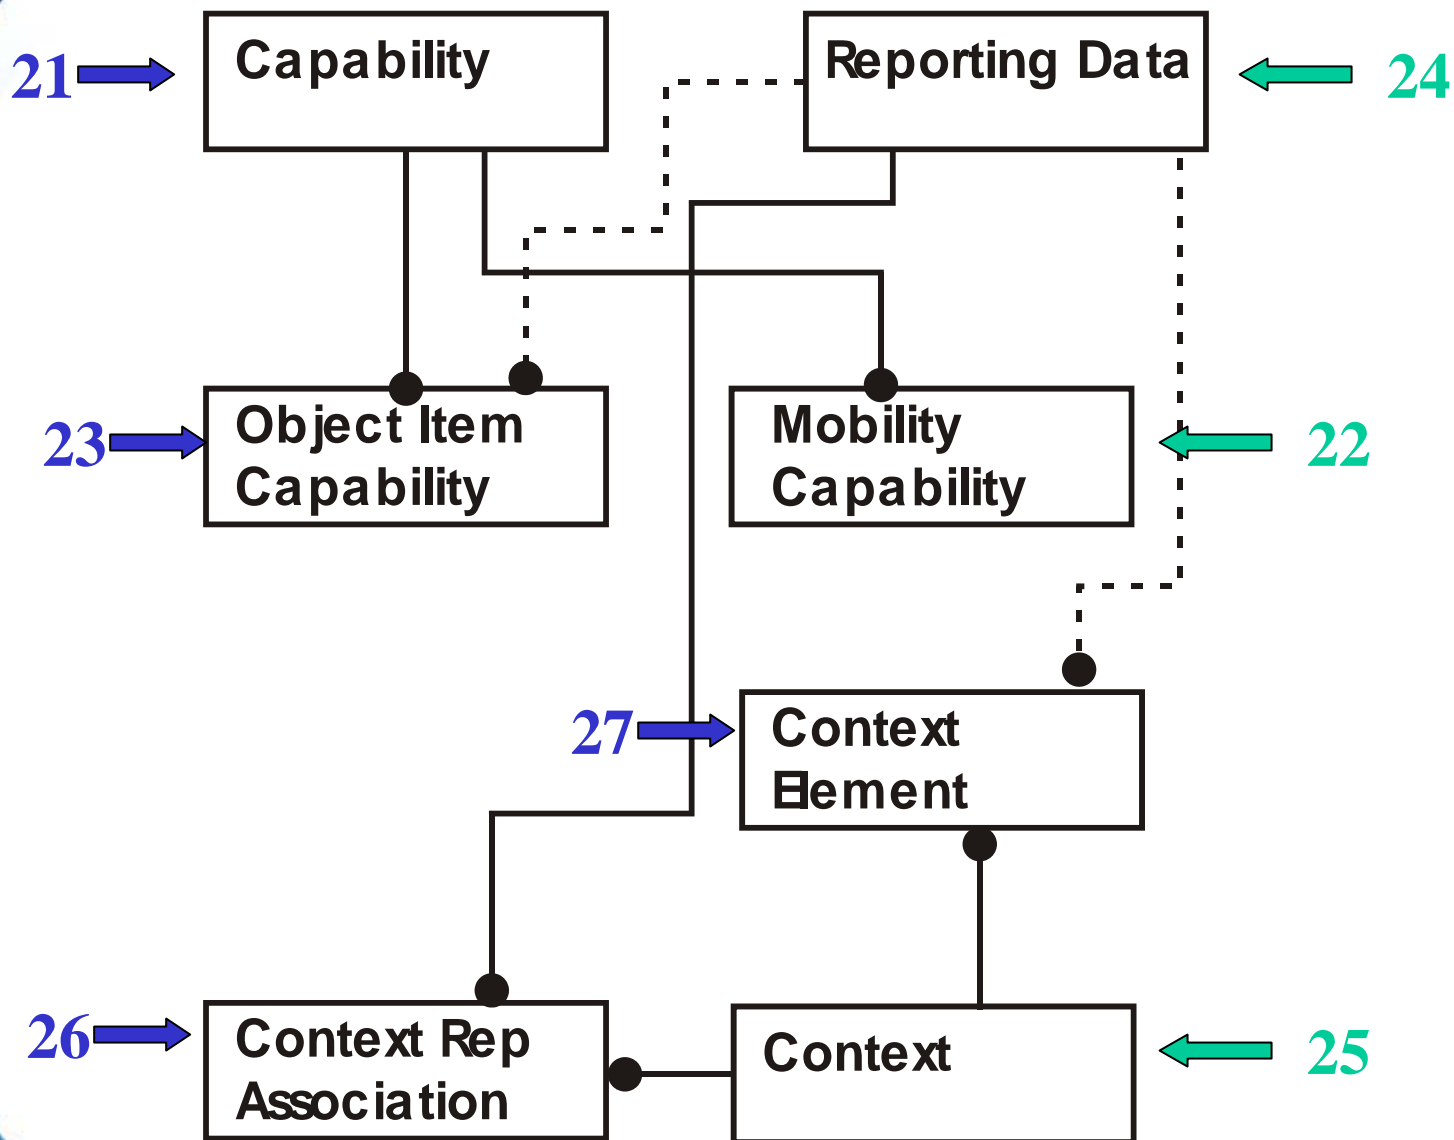 21
Capability
Reporting Data
24
23
Object Item
Capability
Mobility
Capability
22
27
Context
Element
26
Context Rep
Association
Context
25